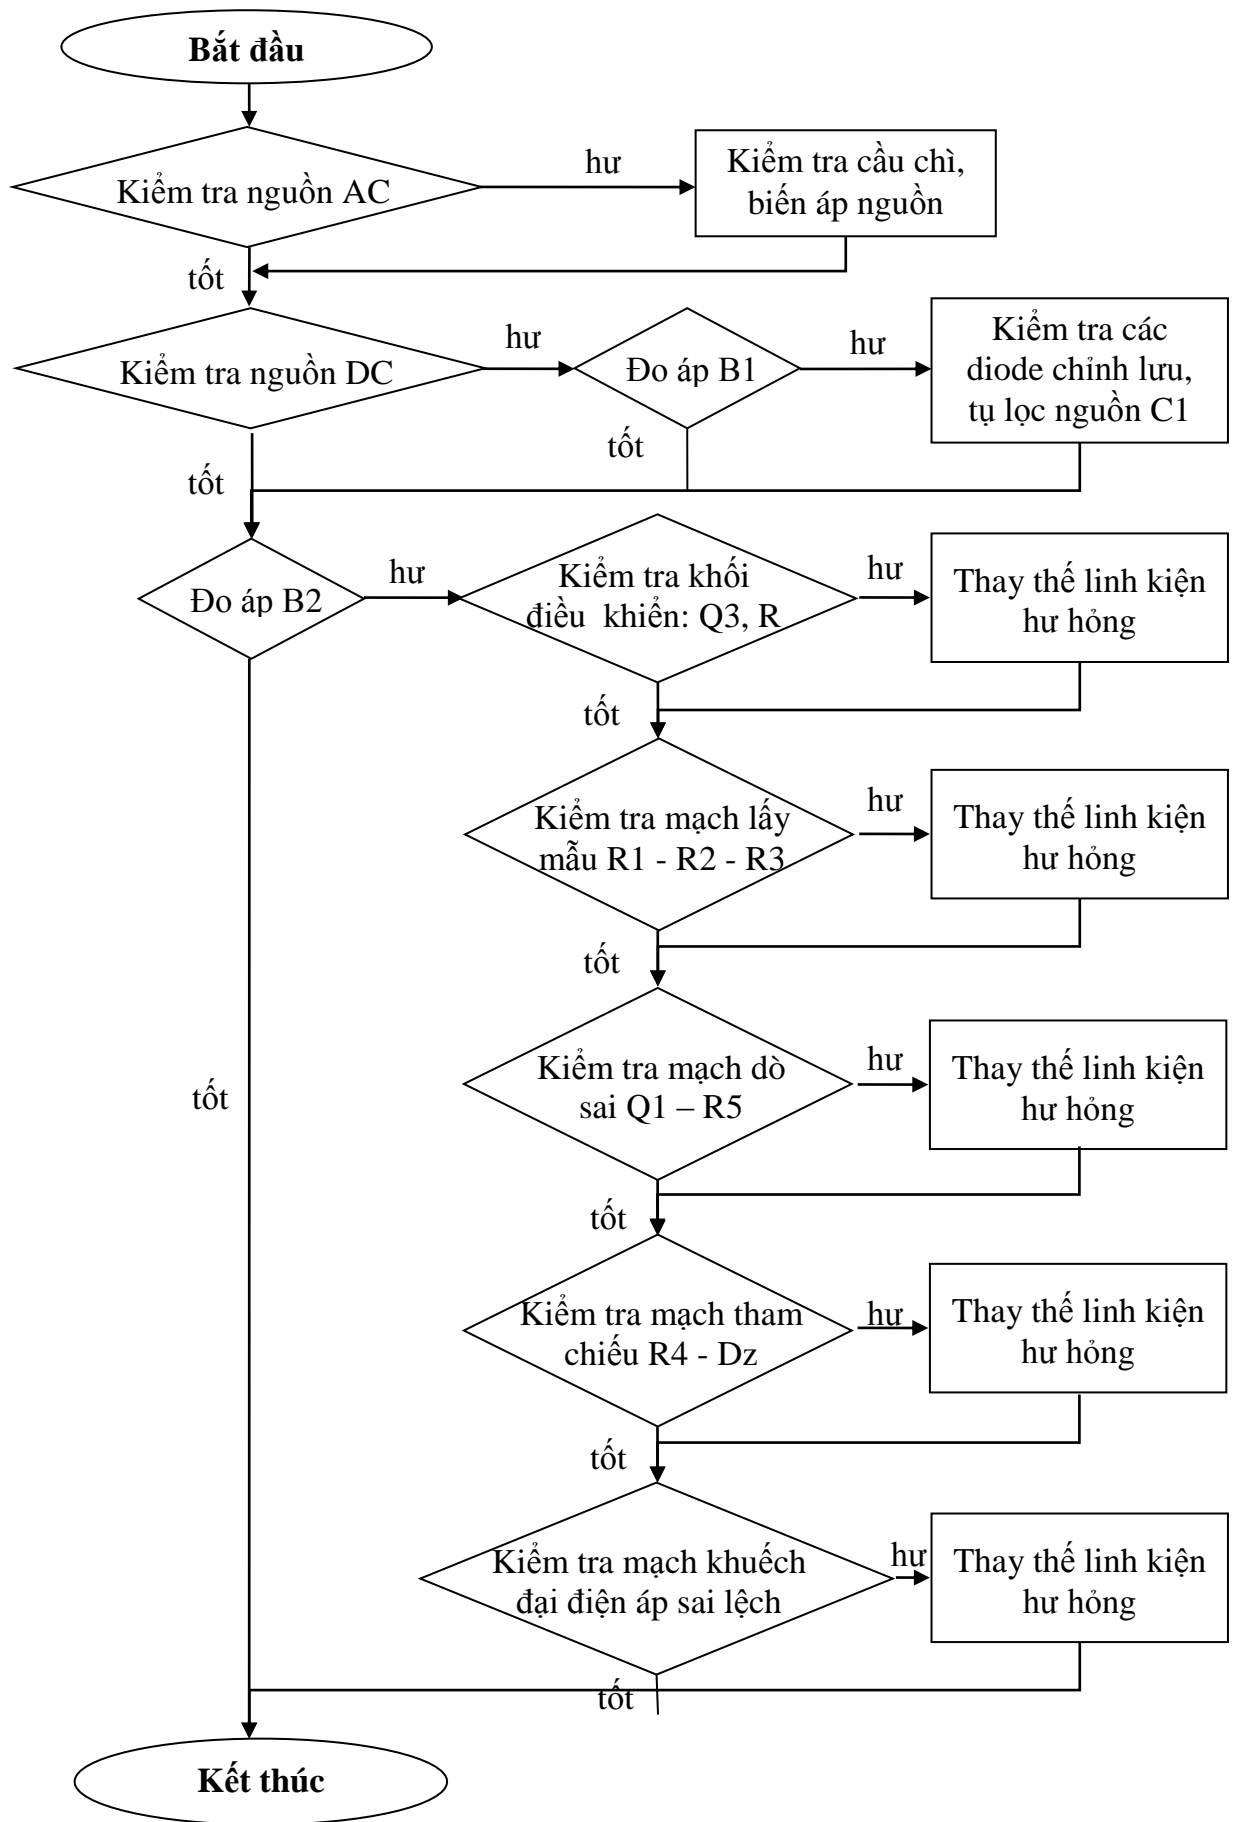 Bắt đầu
Kiểm tra nguồn AC
hư
Kiểm tra cầu chì,
biến áp nguồn
tốt
Kiểm tra nguồn DC
hư
Đo áp B1
hư
Kiểm tra các
diode chỉnh lưu,
tụ lọc nguồn C1
tốt
tốt
Đo áp B2
hư
Kiểm tra khối
điều  khiển: Q3, R
hư
Thay thế linh kiện
hư hỏng
tốt
Kiểm tra mạch lấy
mẫu R1 - R2 - R3
hư
Thay thế linh kiện
hư hỏng
tốt
Kiểm tra mạch dò
sai Q1 – R5
hư
Thay thế linh kiện
hư hỏng
tốt
tốt
Kiểm tra mạch tham
chiếu R4 - Dz
hư
Thay thế linh kiện
hư hỏng
tốt
Kiểm tra mạch khuếch
đại điện áp sai lệch
hư
Thay thế linh kiện
hư hỏng
tốt
Kết thúc